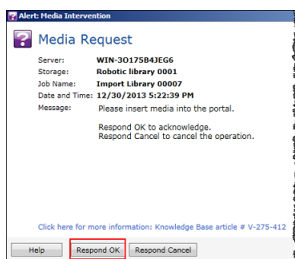 Alert: Media Intervention
Media Request
Server: WIN-3O175B4JEG6
Storage: Robotic library 0001
Job Name: Import Library 00007
Date and Time: 12/30/2013 5:22:39 PM
Message: Please insert media into the portal.
Respond OK to acknowledge.
Respond Cancel to cancel the operation.
Click here for more information: Knowledge Base article # V-275-412
Help Respond OK Respond Cancel